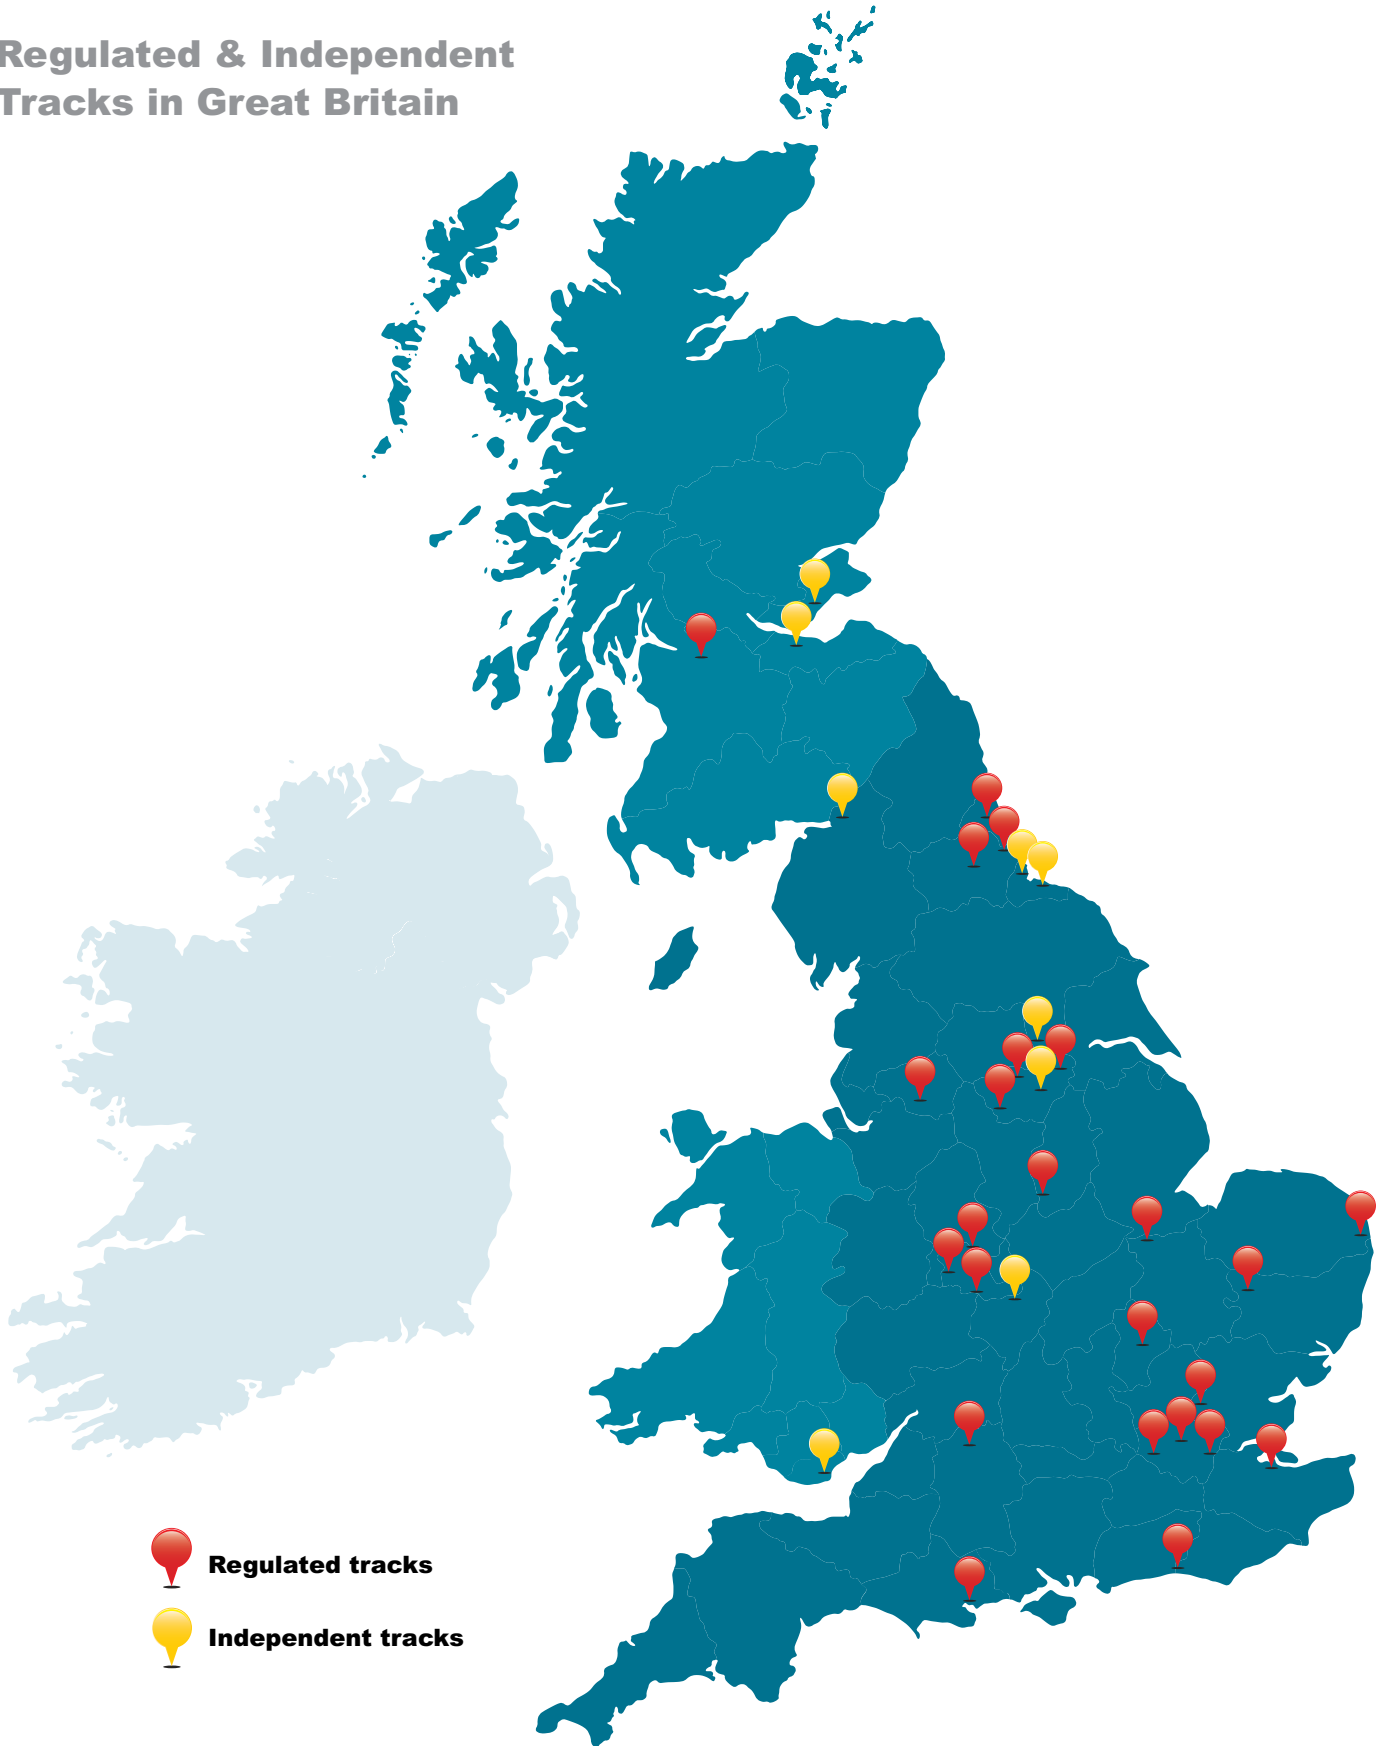 Regulated & Independent
Tracks in Great Britain
Regulated tracks
Independent tracks